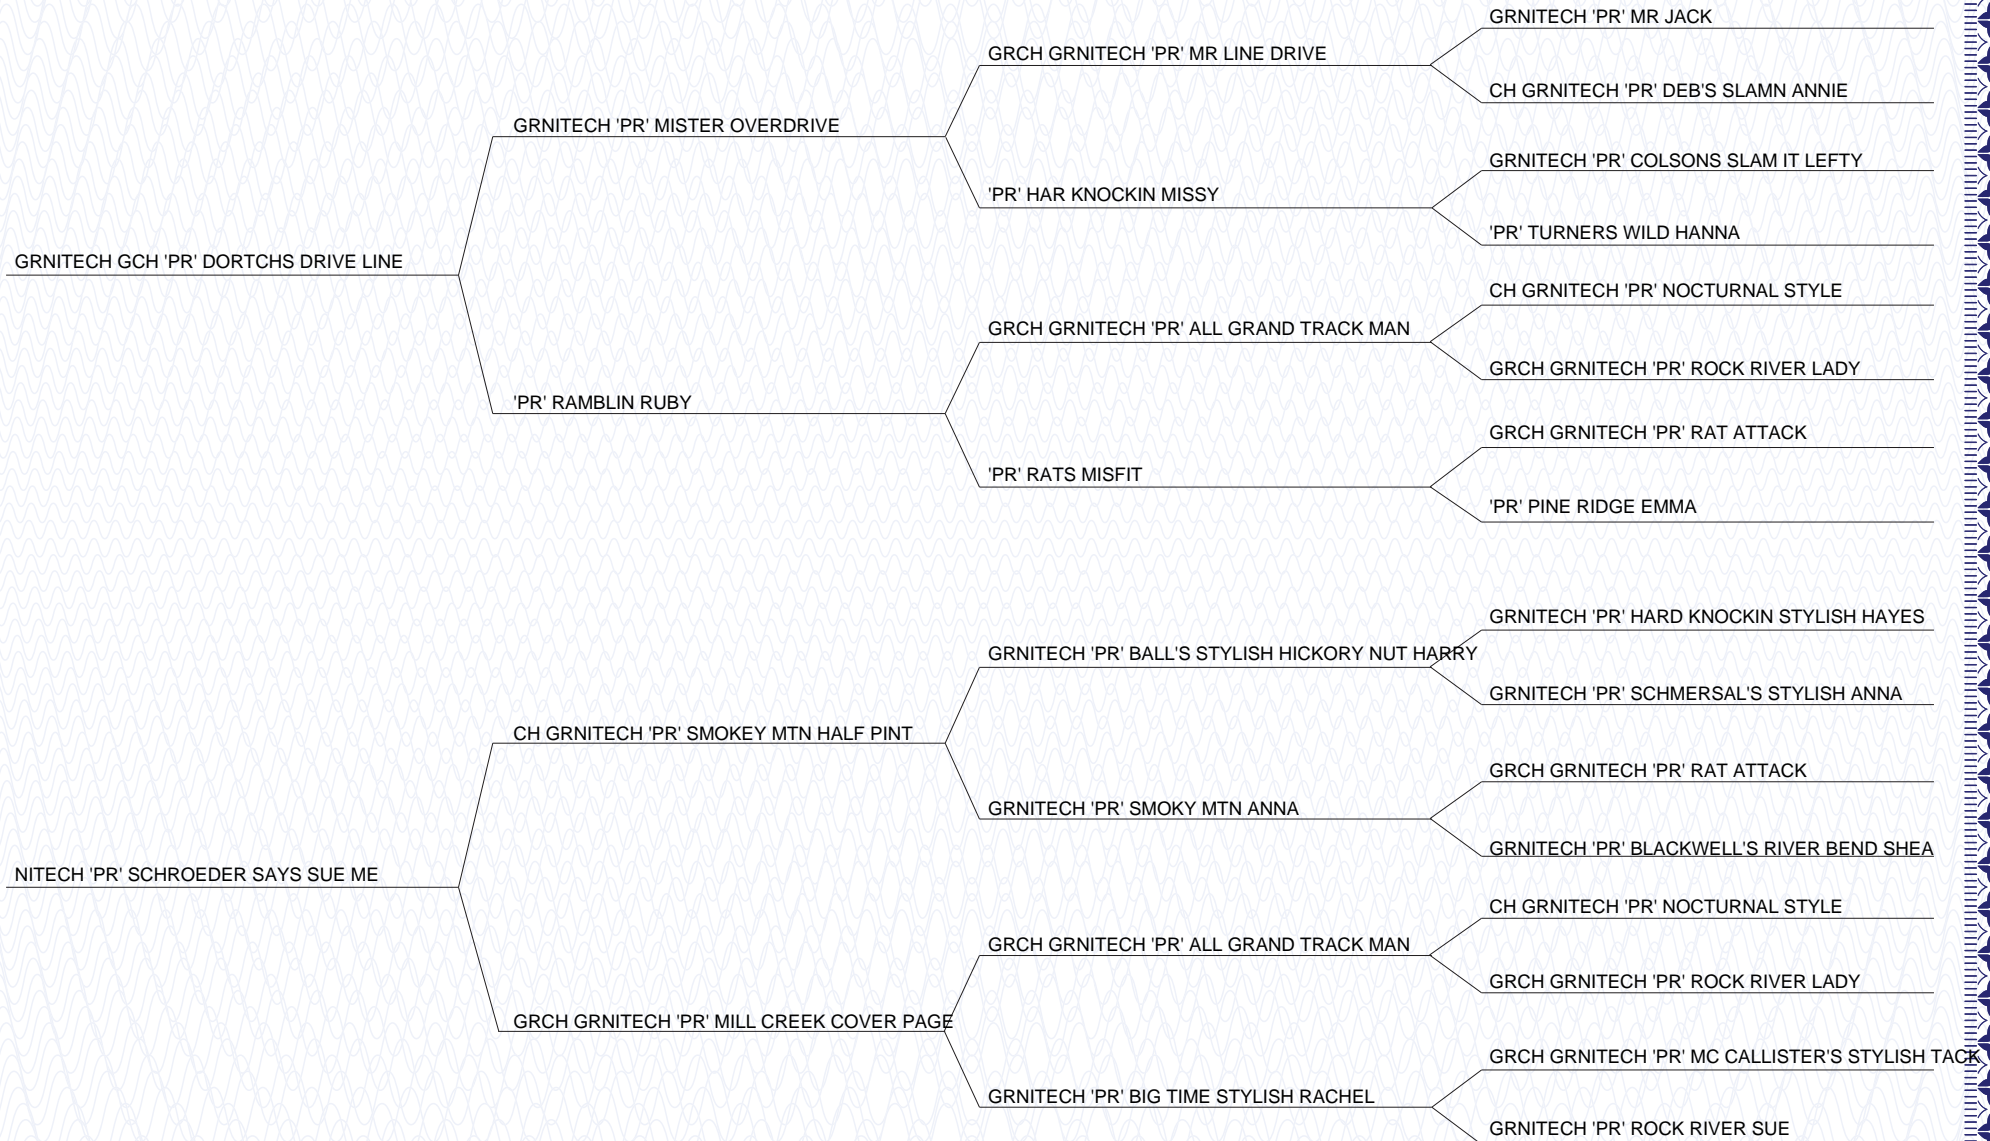 GRNITECH 'PR' MR JACK
GRCH GRNITECH 'PR' MR LINE DRIVE
CH GRNITECH 'PR' DEB'S SLAMN ANNIE
GRNITECH 'PR' MISTER OVERDRIVE
GRNITECH 'PR' COLSONS SLAM IT LEFTY
'PR' HAR KNOCKIN MISSY
'PR' TURNERS WILD HANNA
GRNITECH GCH 'PR' DORTCHS DRIVE LINE
CH GRNITECH 'PR' NOCTURNAL STYLE
GRCH GRNITECH 'PR' ALL GRAND TRACK MAN
GRCH GRNITECH 'PR' ROCK RIVER LADY
'PR' RAMBLIN RUBY
GRCH GRNITECH 'PR' RAT ATTACK
'PR' RATS MISFIT
'PR' PINE RIDGE EMMA
GRNITECH 'PR' HARD KNOCKIN STYLISH HAYES
GRNITECH 'PR' BALL'S STYLISH HICKORY NUT HARRY
GRNITECH 'PR' SCHMERSAL'S STYLISH ANNA
CH GRNITECH 'PR' SMOKEY MTN HALF PINT
GRCH GRNITECH 'PR' RAT ATTACK
GRNITECH 'PR' SMOKY MTN ANNA
GRNITECH 'PR' BLACKWELL'S RIVER BEND SHEA
NITECH 'PR' SCHROEDER SAYS SUE ME
CH GRNITECH 'PR' NOCTURNAL STYLE
GRCH GRNITECH 'PR' ALL GRAND TRACK MAN
GRCH GRNITECH 'PR' ROCK RIVER LADY
GRCH GRNITECH 'PR' MILL CREEK COVER PAGE
GRCH GRNITECH 'PR' MC CALLISTER'S STYLISH TACK
GRNITECH 'PR' BIG TIME STYLISH RACHEL
GRNITECH 'PR' ROCK RIVER SUE